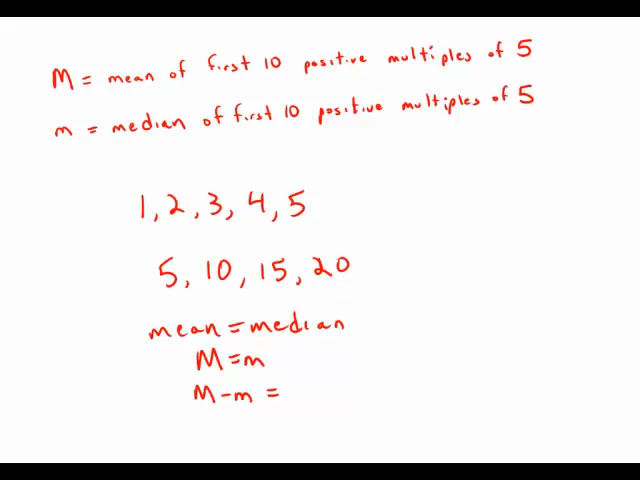 M = mean of first 10 positive multiples of 5
m = median of first 10 positive multiples of 5
1, 2, 3, 4, 5
5, 10, 15, 20
mean = median
M = m
M - m =